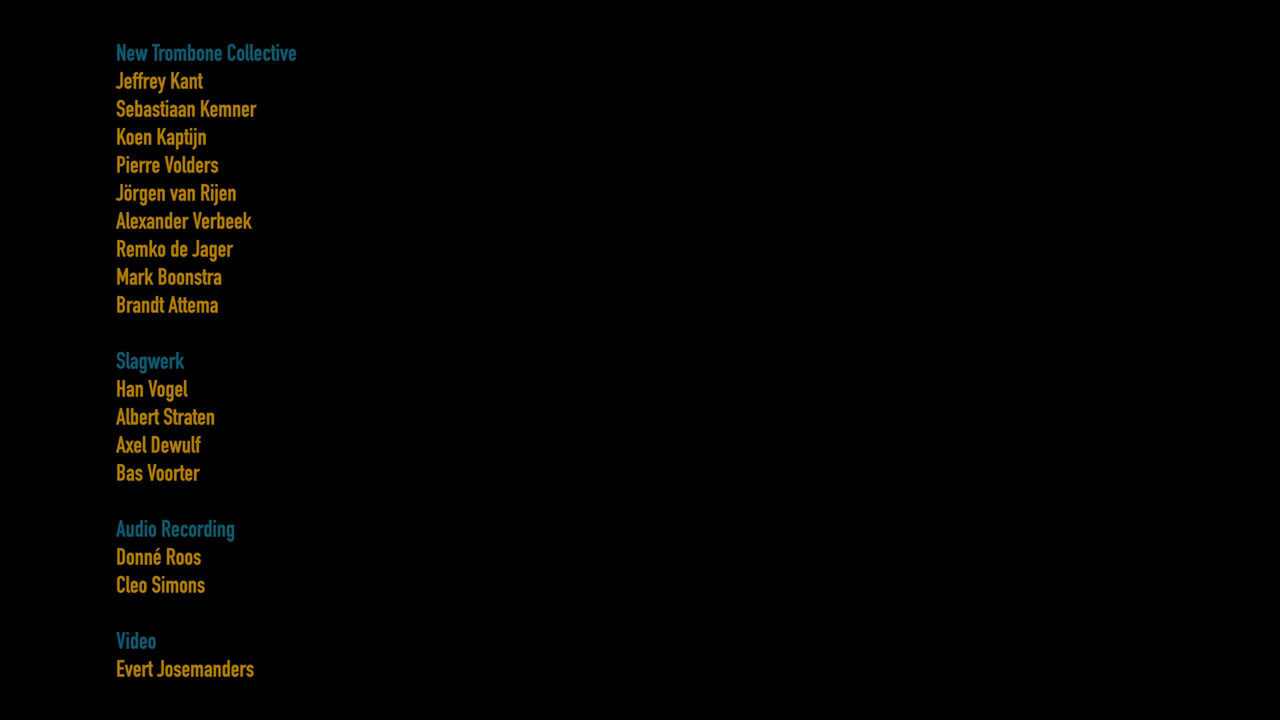 New Trombone Collective
Jeffrey Kant
Sebastiaan Kemner
Koen Kaptijn
Pierre Volders
Jörgen van Rijen
Alexander Verbeek
Remko de Jager
Mark Boonstra
Brandt Attema
Slagwerk
Han Vogel
Albert Straten
Axel Dewulf
Bas Voorter
Audio Recording
Donné Roos
Cleo Simons
Video
Evert Josemanders